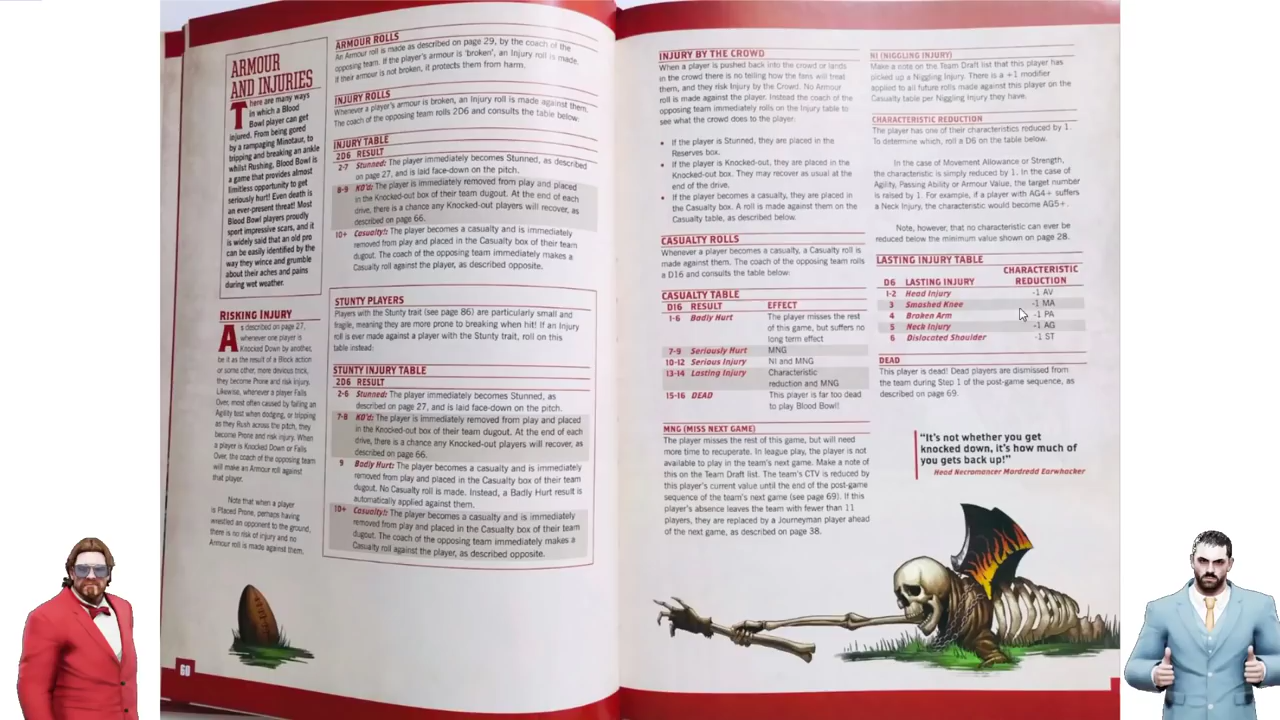 ARMOUR
AND INJURIES
There are many ways
in which a Blood
Bowl player can get
injured. From being gored
by a rampaging Minotaur, to
tripping and breaking an ankle
whilst Rushing, Blood Bowl is
a game that provides almost
limitless opportunity to get
seriously hurt! Even death is
an ever-present threat! Most
Blood Bowl players proudly
sport impressive scars, and it
is widely said that an old pro
can be easily identified by the
way they wince and grumble
about their aches and pains
during wet weather.
RISKING INJURY
As described on page 27,
whenever one player is
Knocked Down by another,
be it as the result of a Block action
or some other, more devious trick,
they become Prone and risk injury.
Likewise, whenever a player Falls
Over, most often caused by failing an
Agility test when dodging, or tripping
as they Rush across the pitch, they
become Prone and risk injury. When
a player is Knocked Down or Falls
Over, the coach of the opposing team
will make an Armour roll against
that player.
Note that when a player
is Placed Prone, perhaps having
wrestled an opponent to the ground,
there is no risk of injury and no
Armour roll is made against them.
68
ARMOUR ROLLS
An Armour roll is made as described on page 29, by the coach of the
opposing team. If the player's armour is 'broken', an Injury roll is made.
If their armour is not broken, it protects them from harm.
INJURY ROLLS
Whenever a player's armour is broken, an Injury roll is made against them.
The coach of the opposing team rolls 2D6 and consults the table below:
INJURY TABLE
2D6 RESULT
2-7 Stunned: The player immediately becomes Stunned, as described
on page 27, and is laid face-down on the pitch.
8-9 KO'd: The player is immediately removed from play and placed
in the Knocked-out box of their team dugout. At the end of each
drive, there is a chance any Knocked-out players will recover, as
described on page 66.
10+ Casualty!: The player becomes a casualty and is immediately
removed from play and placed in the Casualty box of their team
dugout. The coach of the opposing team immediately makes a
Casualty roll against the player, as described opposite.
STUNTY PLAYERS
Players with the Stunty trait (see page 86) are particularly small and
fragile, meaning they are more prone to breaking when hit! If an Injury
roll is ever made against a player with the Stunty trait, roll on this
table instead:
STUNTY INJURY TABLE
2D6 RESULT
2-6 Stunned: The player immediately becomes Stunned, as
described on page 27, and is laid face-down on the pitch.
7-8 KO'd: The player is immediately removed from play and placed
in the Knocked-out box of their team dugout. At the end of each
drive, there is a chance any Knocked-out players will recover, as
described on page 66.
9 Badly Hurt: The player becomes a casualty and is immediately
removed from play and placed in the Casualty box of their team
dugout. No Casualty roll is made. Instead, a Badly Hurt result is
automatically applied against them.
10+ Casualty!: The player becomes a casualty and is immediately
removed from play and placed in the Casualty box of their team
dugout. The coach of the opposing team immediately makes a
Casualty roll against the player, as described opposite.
INJURY BY THE CROWD
When a player is pushed back into the crowd or lands
in the crowd there is no telling how the fans will treat
them, and they risk Injury by the Crowd. No Armour
roll is made against the player. Instead the coach of the
opposing team immediately rolls on the Injury table to
see what the crowd does to the player:
• If the player is Stunned, they are placed in the
Reserves box.
• If the player is Knocked-out, they are placed in the
Knocked-out box. They may recover as usual at the
end of the drive.
• If the player becomes a casualty, they are placed in
the Casualty box. A roll is made against them on the
Casualty table, as described below.
CASUALTY ROLLS
Whenever a player becomes a casualty, a Casualty roll is
made against them. The coach of the opposing team rolls
a D16 and consults the table below:
CASUALTY TABLE
D16 RESULT EFFECT
1-6 Badly Hurt The player misses the rest
of this game, but suffers no
long term effect
7-9 Seriously Hurt MNG
10-12 Serious Injury NI and MNG
13-14 Lasting Injury Characteristic
reduction and MNG
15-16 DEAD This player is far too dead
to play Blood Bowl!
MNG (MISS NEXT GAME)
The player misses the rest of this game, but will need
more time to recuperate. In league play, the player is not
available to play in the team's next game. Make a note of
this on the Team Draft list. The team's CTV is reduced by
this player's current value until the end of the post-game
sequence of the team's next game (see page 69). If this
player's absence leaves the team with fewer than 11
players, they are replaced by a Journeyman player ahead
of the next game, as described on page 38.
NI (NIGGLING INJURY)
Make a note on the Team Draft list that this player has
picked up a Niggling Injury. There is a +1 modifier
applied to all future rolls made against this player on the
Casualty table per Niggling Injury they have.
CHARACTERISTIC REDUCTION
The player has one of their characteristics reduced by 1.
To determine which, roll a D6 on the table below.
In the case of Movement Allowance or Strength,
the characteristic is simply reduced by 1. In the case of
Agility, Passing Ability or Armour Value, the target number
is raised by 1. For example, if a player with AG4+ suffers
a Neck Injury, the characteristic would become AG5+.
Note, however, that no characteristic can ever be
reduced below the minimum value shown on page 28.
LASTING INJURY TABLE
D6 LASTING INJURY CHARACTERISTIC REDUCTION
1-2 Head Injury -1 AV
3 Smashed Knee -1 MA
4 Broken Arm -1 PA
5 Neck Injury -1 AG
6 Dislocated Shoulder -1 ST
DEAD
This player is dead! Dead players are dismissed from
the team during Step 1 of the post-game sequence, as
described on page 69.
"It's not whether you get
knocked down, it's how much of
you gets back up!"
Head Necromancer Mordredd Earwhacker